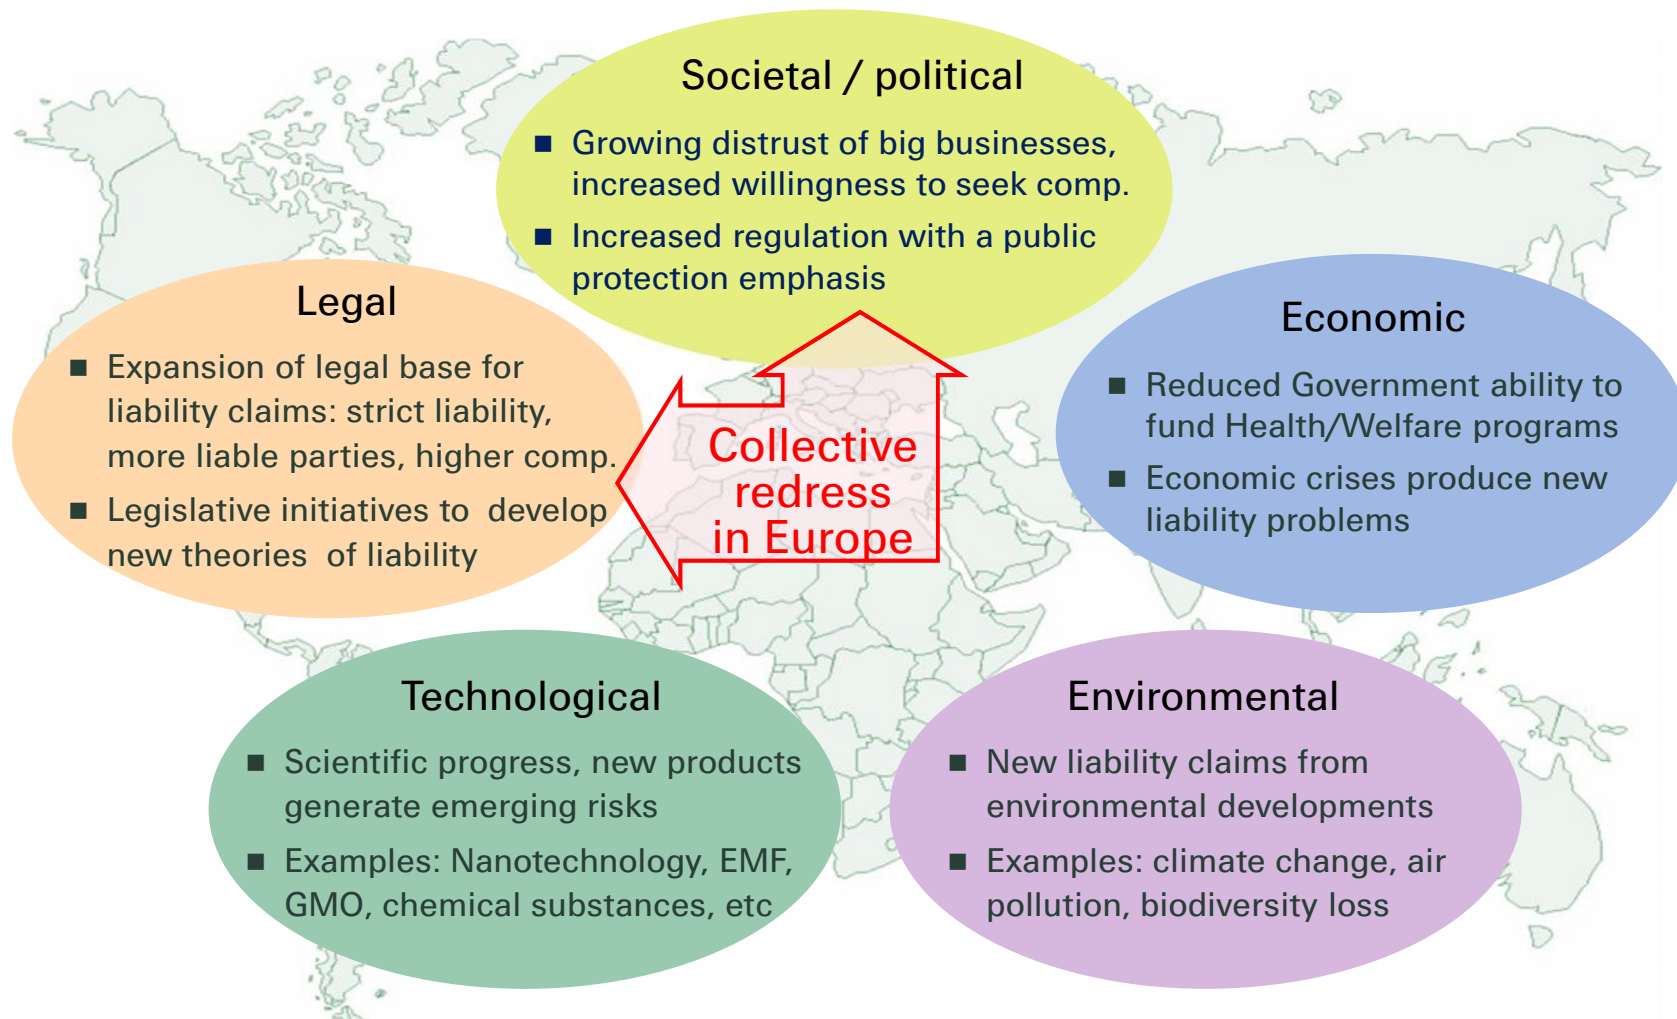 Societal / political
■ Growing distrust of big businesses,
increased willingness to seek comp.
■ Increased regulation with a public
protection emphasis
Legal
■ Expansion of legal base for
liability claims: strict liability,
more liable parties, higher comp.
■ Legislative initiatives to  develop
new theories  of liability
Collective
redress
in Europe
Economic
■ Reduced Government ability to
fund Health/Welfare programs
■ Economic crises produce new
liability problems
Technological
■ Scientific progress, new products
generate emerging risks
■ Examples: Nanotechnology, EMF,
GMO, chemical substances, etc
Environmental
■ New liability claims from
environmental developments
■ Examples: climate change, air
pollution, biodiversity loss